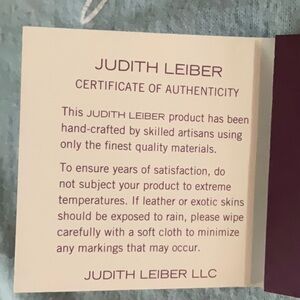 JUDITH LEIBER
CERTIFICATE OF AUTHENTICITY
This JUDITH LEIBER product has been
hand-crafted by skilled artisans using
only the finest quality materials.
To ensure years of satisfaction, do
not subject your product to extreme
temperatures. If leather or exotic skins
should be exposed to rain, please wipe
carefully with a soft cloth to minimize
any markings that may occur.
JUDITH LEIBER LLC